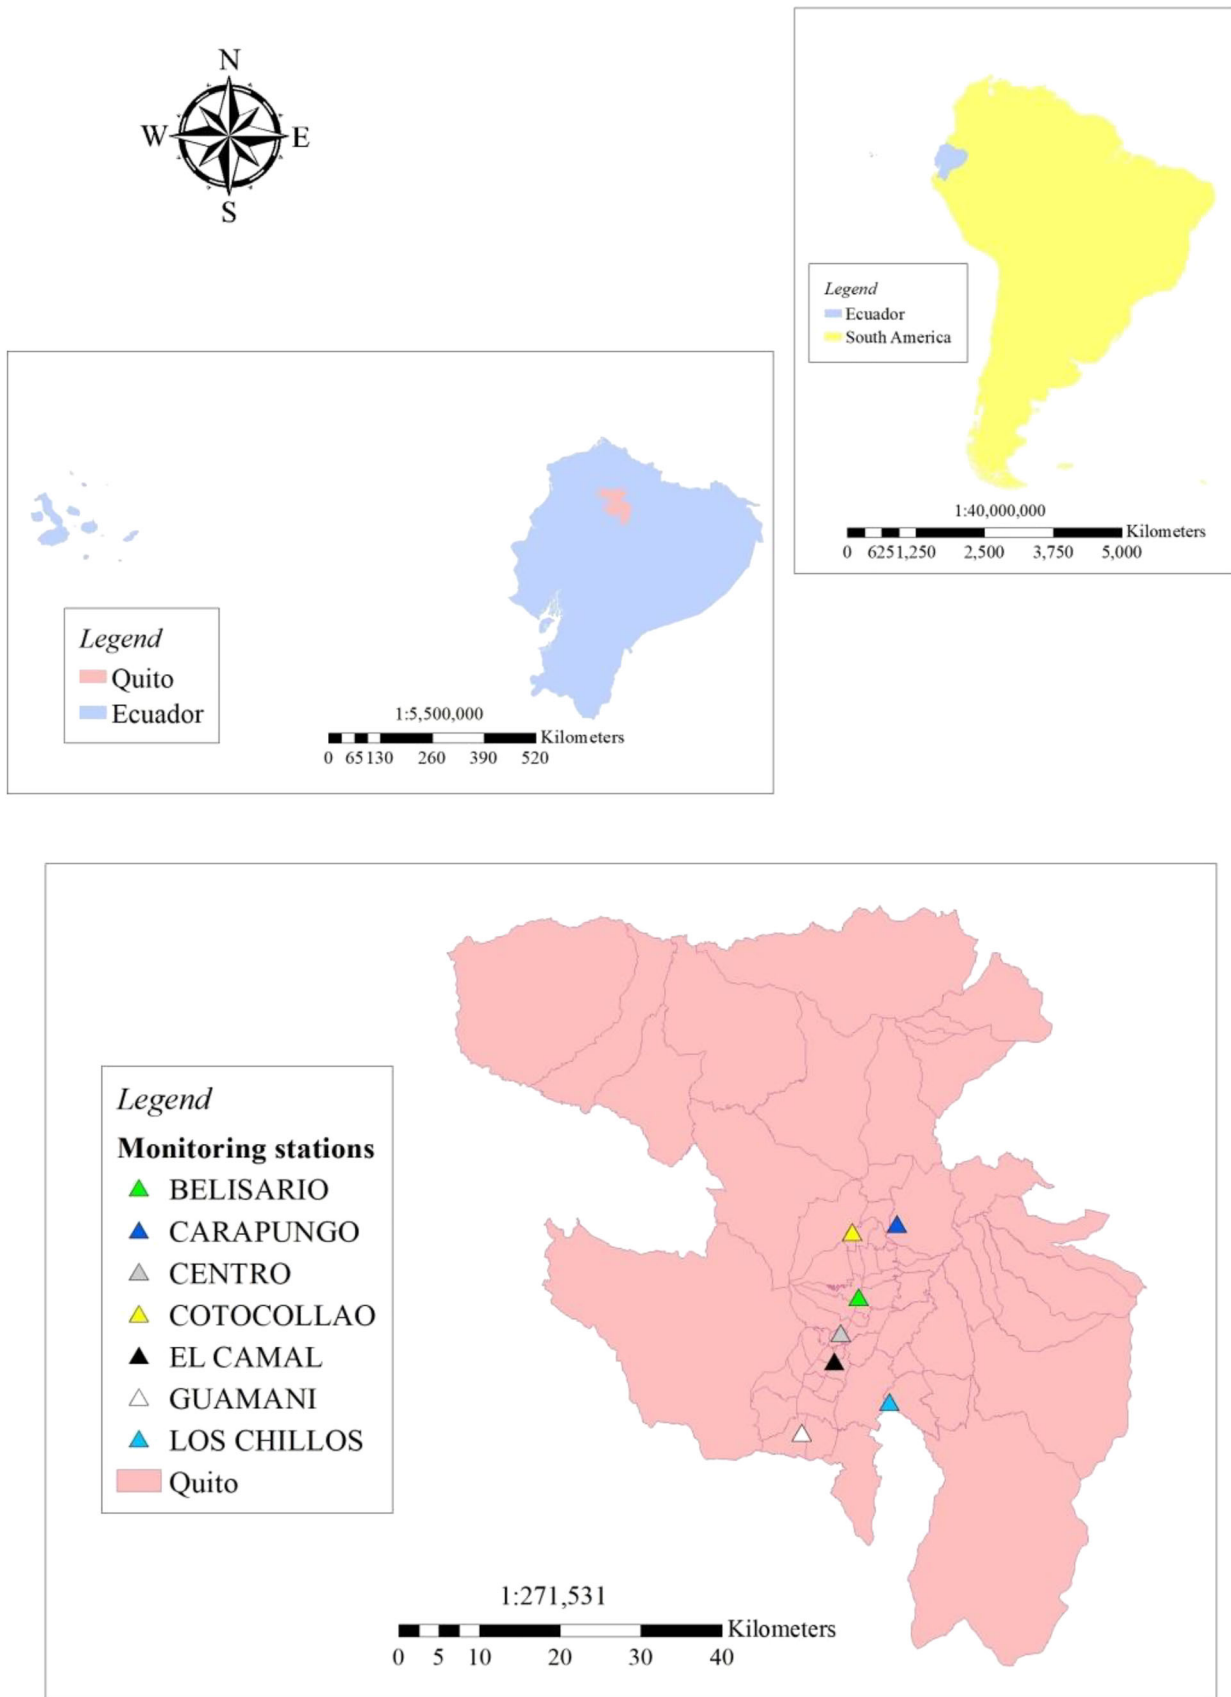 N
W E
S
Legend
Ecuador
South America
1:40,000,000
Kilometers
0 625 1,250 2,500 3,750 5,000
Legend
Quito
Ecuador
1:5,500,000
Kilometers
0 65 130 260 390 520
Legend
Monitoring stations
BELISARIO
CARAPUNGO
CENTRO
COTOCOLLAO
EL CAMAL
GUAMANI
LOS CHILLOS
Quito
1:271,531
Kilometers
0 5 10 20 30 40